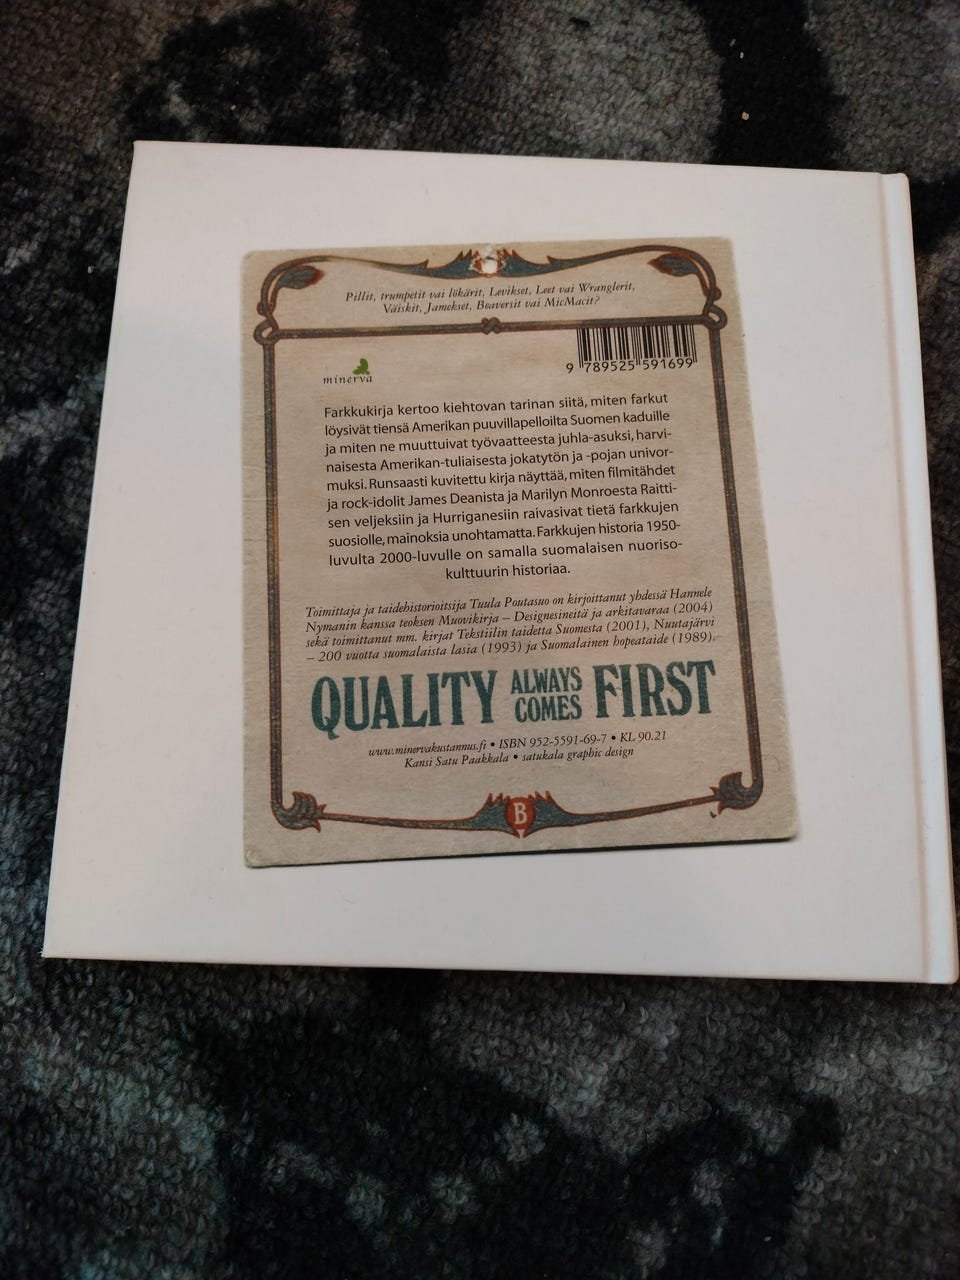 Pillit, trumpetit vai lökärit, Levikset, Leet vai Wranglerit,
Väiskit, Jamekset, Beaversit vai MicMacit?
9 789525 591699
minerva
Farkkukirja kertoo kiehtovan tarinan siitä, miten farkut
löysivät tiensä Amerikan puuvillapelloilta Suomen kaduille
ja miten ne muuttuivat työvaatteesta juhla-asuksi, harvi-
naisesta Amerikan-tuliaisesta jokatytön ja -pojan univor-
muksi. Runsaasti kuvitettu kirja näyttää, miten filmitähdet
ja rock-idolit James Deanista ja Marilyn Monroesta Raitti-
sen veljeksiin ja Hurriganesiin raivasivat tietä farkkujen
suosiolle, mainoksia unohtamatta. Farkkujen historia 1950-
luvulta 2000-luvulle on samalla suomalaisen nuoriso-
kulttuurin historiaa.
Toimittaja ja taidehistorioitsija Tuula Poutasuo on kirjoittanut yhdessä Hannele
Nymanin kanssa teoksen Muovikirja – Designesineitä ja arkitavaraa (2004)
sekä toimittanut mm. kirjat Tekstiilin taidetta Suomesta (2001), Nuutajärvi
– 200 vuotta suomalaista lasia (1993) ja Suomalainen hopeataide (1989).
QUALITY ALWAYS COMES FIRST
www.minervakustannus.fi • ISBN 952-5591-69-7 • KL 90.21
Kansi Satu Paakkala • satukala graphic design
B